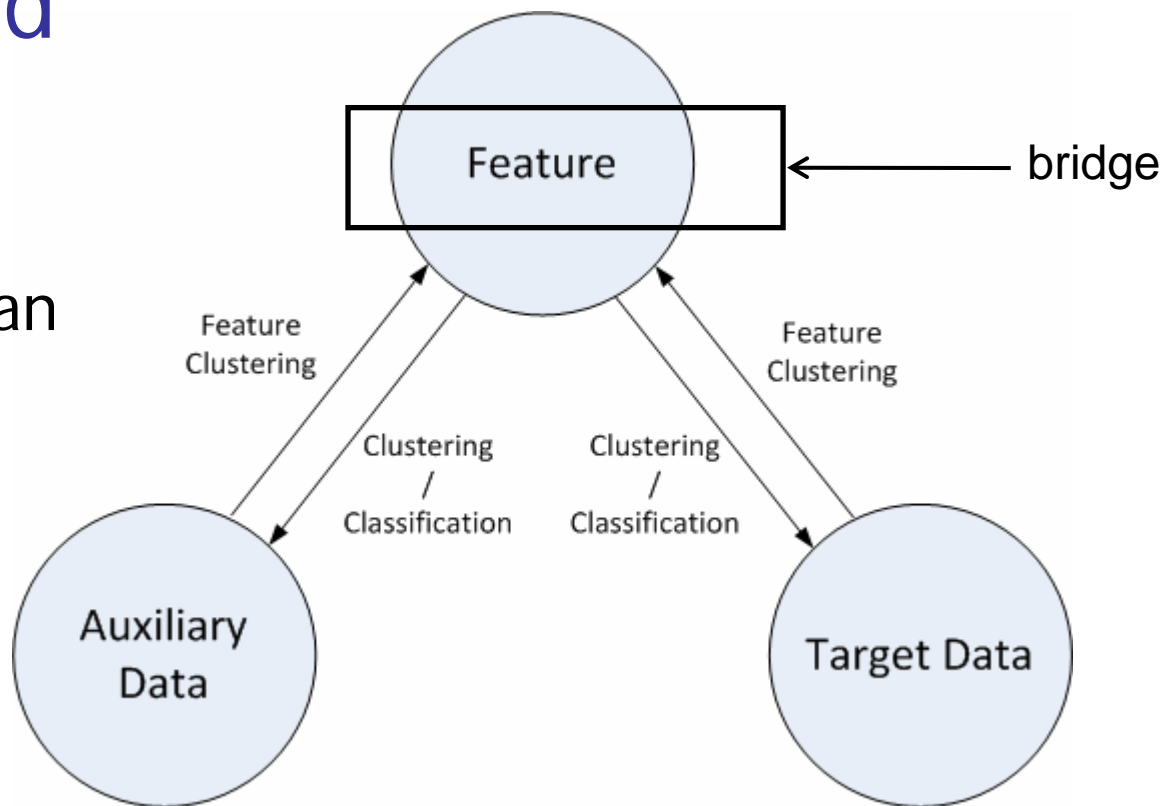 d
Feature
bridge
an
Feature
Clustering
Feature
Clustering
Clustering
/
Classification
Clustering
/
Classification
Auxiliary
Data
Target Data